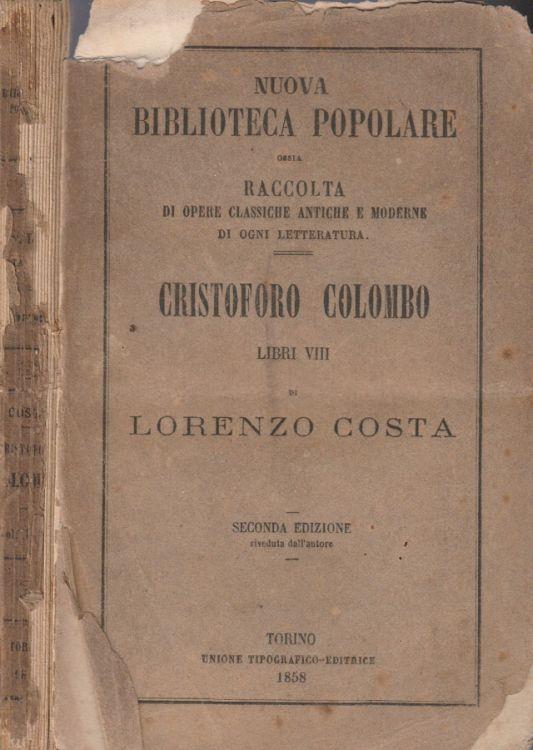 NUOVA
BIBLIOTECA POPOLARE
OSSIA
RACCOLTA
DI OPERE CLASSICHE ANTICHE E MODERNE
DI OGNI LETTERATURA.
CRISTOFORO COLOMBO
LIBRI VIII
DI
LORENZO COSTA
SECONDA EDIZIONE
riveduta dall'autore
TORINO
UNIONE TIPOGRAFICO-EDITRICE
1858